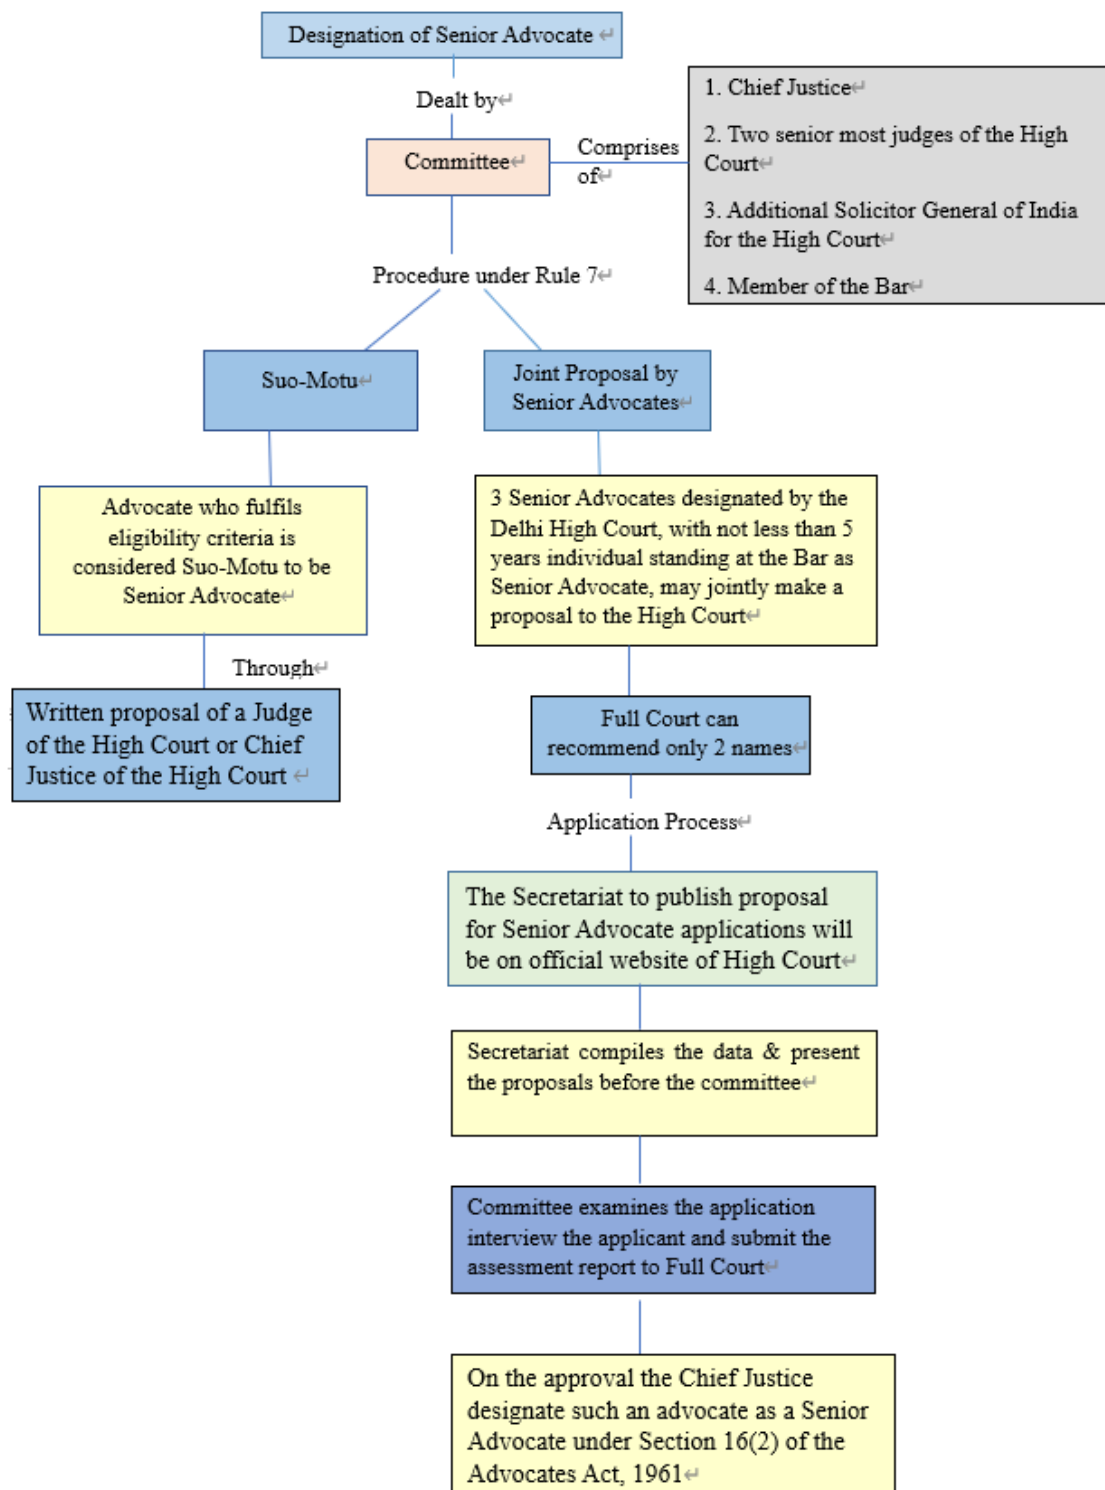 Designation of Senior Advocate ↵
Dealt by↵
Committee↵
Comprises
of↵
1. Chief Justice↵
2. Two senior most judges of the High
Court↵
3. Additional Solicitor General of India
for the High Court↵
4. Member of the Bar↵
Procedure under Rule 7↵
Suo-Motu↵
Joint Proposal by
Senior Advocates↵
Advocate who fulfils
eligibility criteria is
considered Suo-Motu to be
Senior Advocate↵
Through↵
Written proposal of a Judge
of the High Court or Chief
Justice of the High Court ↵
3 Senior Advocates designated by the
Delhi High Court, with not less than 5
years individual standing at the Bar as
Senior Advocate, may jointly make a
proposal to the High Court↵
Full Court can
recommend only 2 names↵
Application Process↵
The Secretariat to publish proposal
for Senior Advocate applications will
be on official website of High Court↵
Secretariat compiles the data & present
the proposals before the committee↵
Committee examines the application
interview the applicant and submit the
assessment report to Full Court↵
On the approval the Chief Justice
designate such an advocate as a Senior
Advocate under Section 16(2) of the
Advocates Act, 1961↵